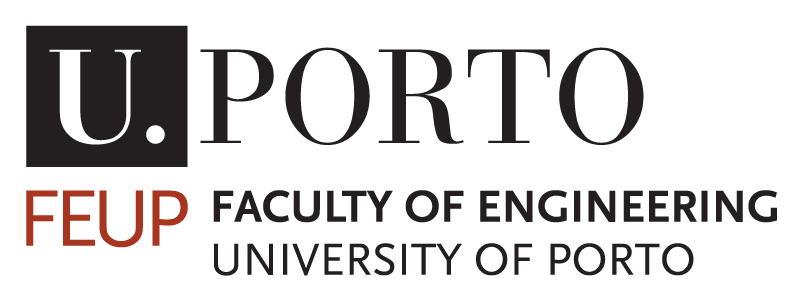 U. PORTO
FEUP FACULTY OF ENGINEERING
UNIVERSITY OF PORTO